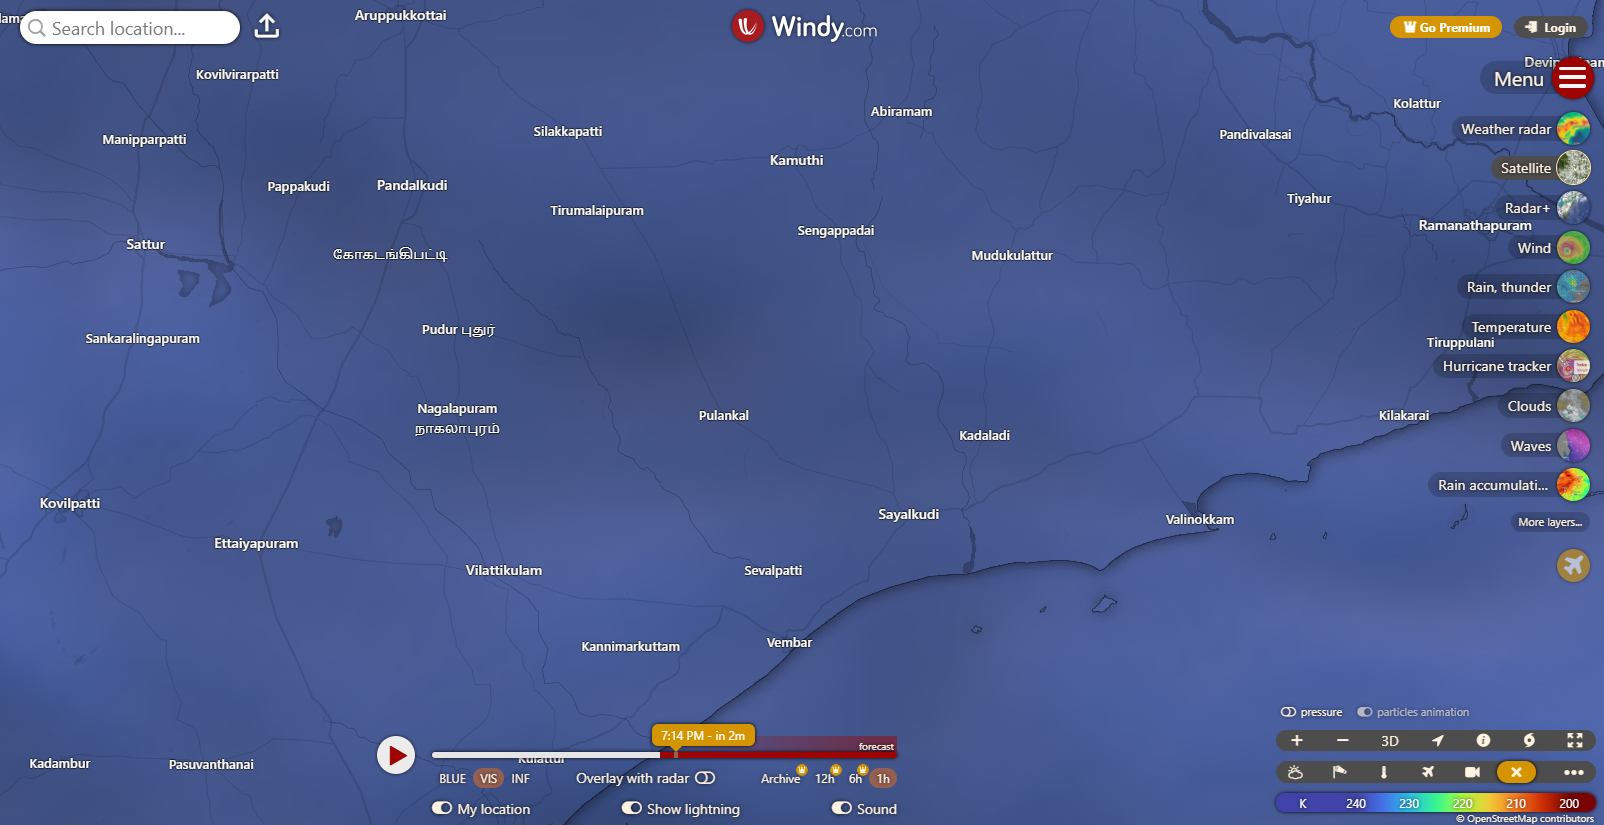 Search location...
Aruppukkottai
Windy.com
Go Premium
Login
Menu
Kovilvirarpatti
Kolattur
Abiramam
Silakkapatti
Pandivalasai
Weather radar
Manipparpatti
Kamuthi
Satellite
Pappakudi
Pandalkudi
Tiyahur
Tirumalaipuram
Radar+
Ramanathapuram
Sengappadai
Sattur
கோகடங்கிபட்டி
Mudukulattur
Wind
Rain, thunder
Pudur புதூர்
Temperature
Sankaralingapuram
Tiruppulani
Hurricane tracker
Nagalapuram
நாகலாபுரம்
Pulankal
Clouds
Kilakarai
Kadaladi
Waves
Rain accumulati...
Kovilpatti
Sayalkudi
Valinokkam
More layers...
Ettaiyapuram
Vilattikulam
Sevalpatti
Kannimarkuttam
Vembar
pressure
particles animation
7:14 PM - in 2m
forecast
3D
Kadambur
Pasuvanthanai
Kulattur
BLUE VIS INF
Overlay with radar
Archive 12h 6h 1h
My location
Show lightning
Sound
K 240 230 220 210 200
© OpenStreetMap contributors